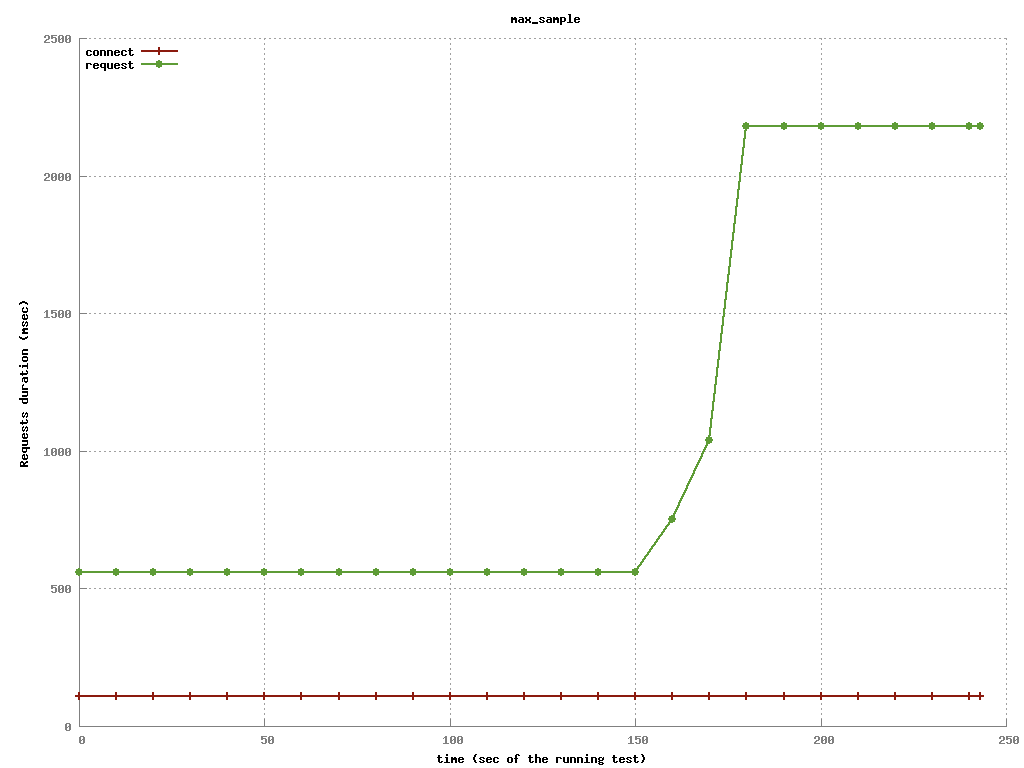 max_sample
2500
connect
request
2000
1500
Requests duration (msec)
1000
500
0
0 50 100 150 200 250
time (sec of the running test)